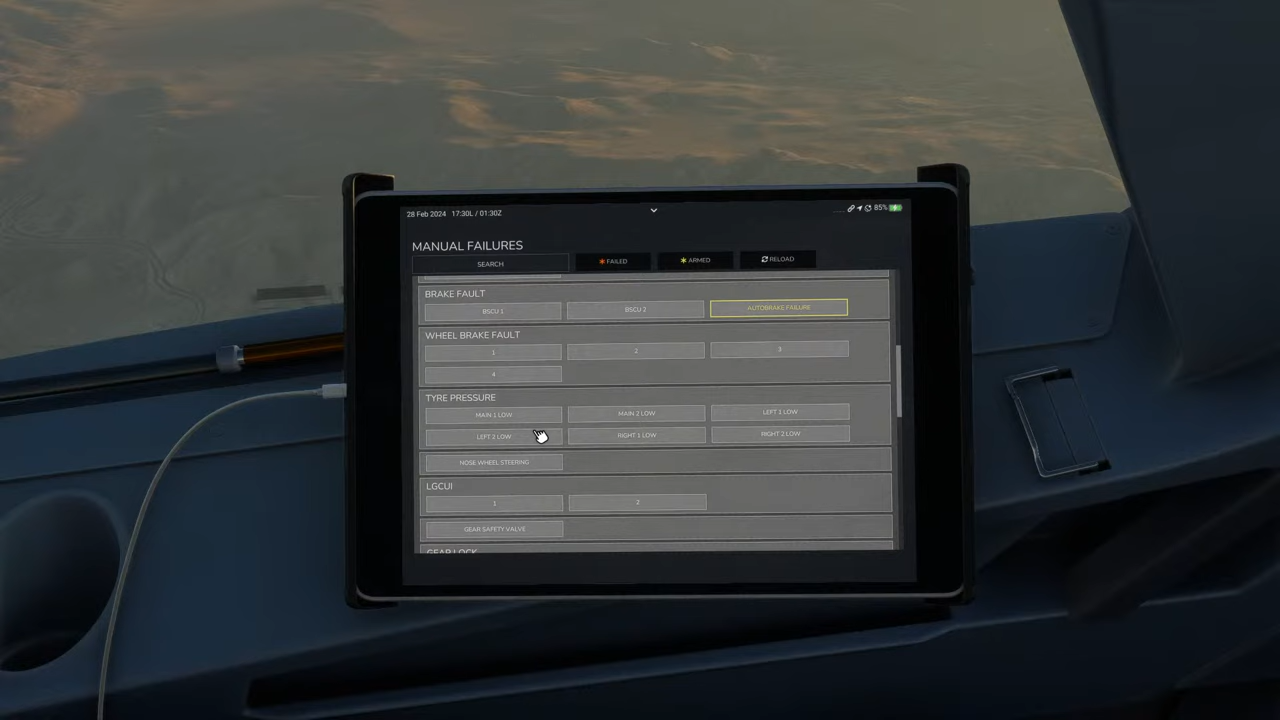 28 Feb 2024 17:30L / 01:30Z 85%
MANUAL FAILURES
SEARCH FAILED ARMED RELOAD
BRAKE FAULT
BSCU 1 BSCU 2 AUTOBRAKE FAILURE
WHEEL BRAKE FAULT
1 2 3
4
TYRE PRESSURE
MAIN 1 LOW MAIN 2 LOW LEFT 1 LOW
LEFT 2 LOW RIGHT 1 LOW RIGHT 2 LOW
NOSE WHEEL STEERING
LGCUI
1 2
GEAR SAFETY VALVE
GEAR LOCK